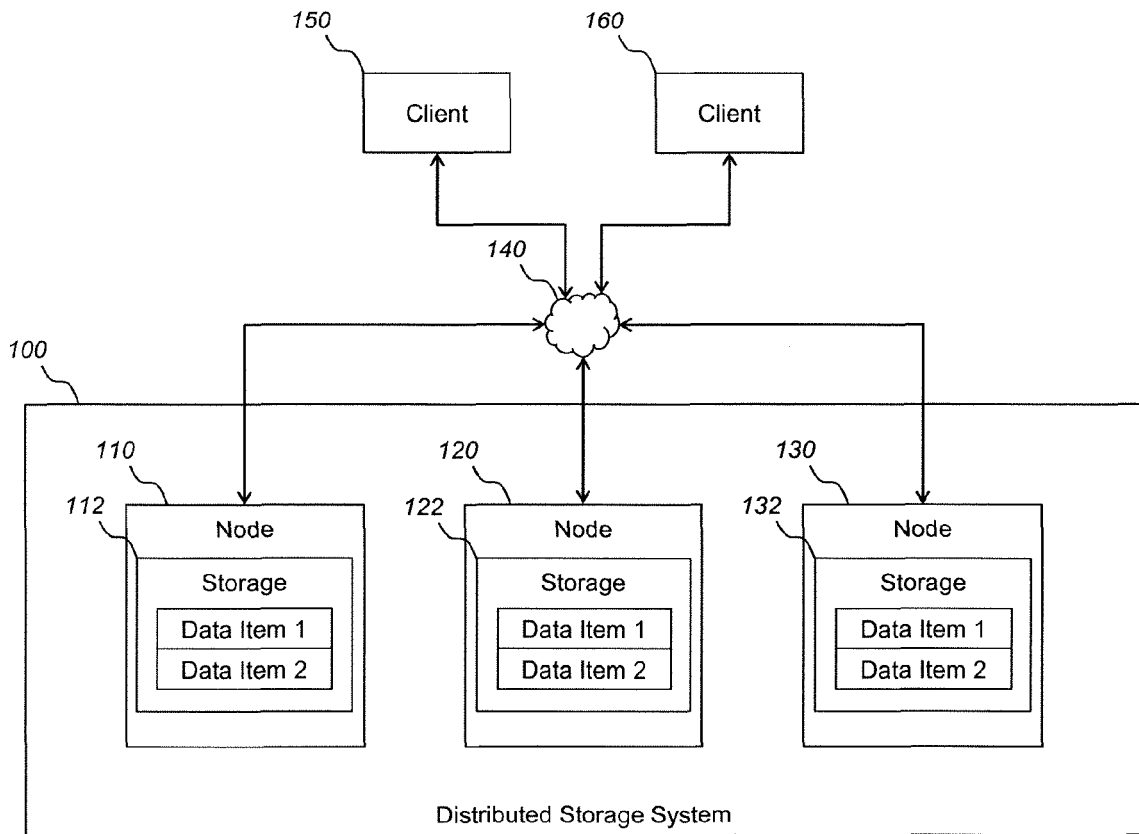 150
160
Client
Client
140
100
110
120
130
112
122
132
Node
Node
Node
Storage
Storage
Storage
Data Item 1
Data Item 1
Data Item 1
Data Item 2
Data Item 2
Data Item 2
Distributed Storage System